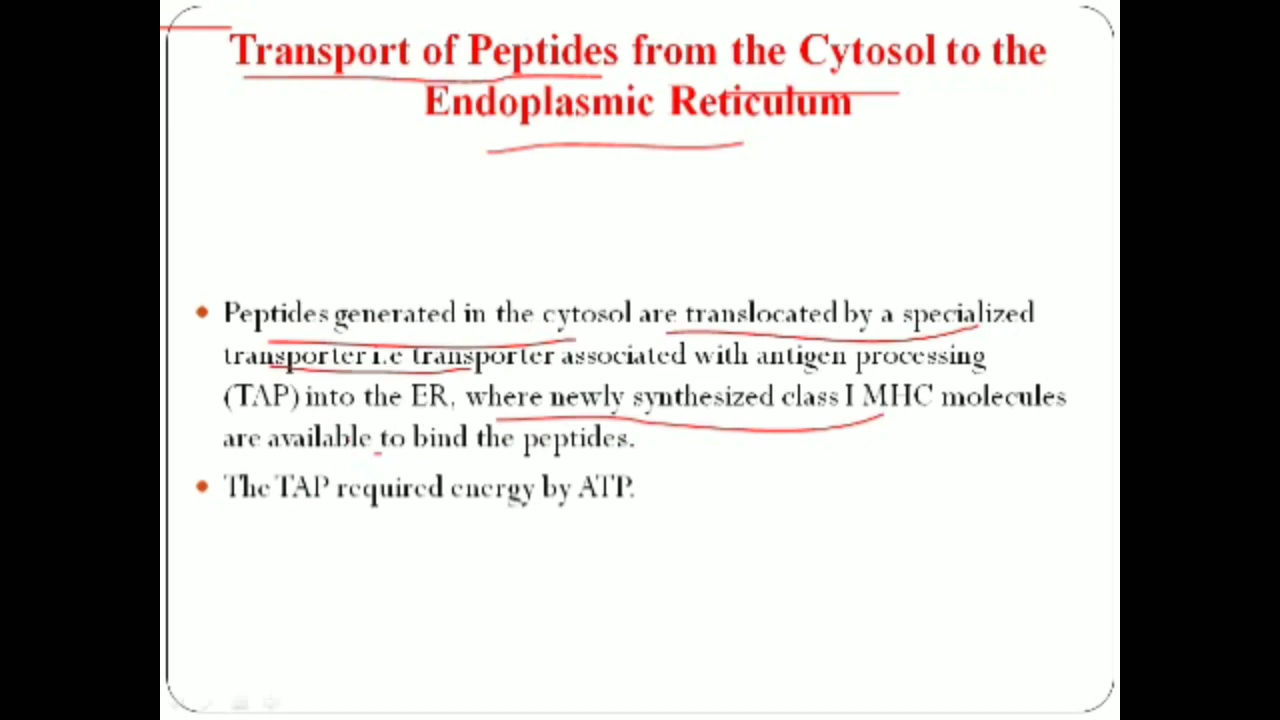 Transport of Peptides from the Cytosol to the
Endoplasmic Reticulum
• Peptides generated in the cytosol are translocated by a specialized
transporter i.e transporter associated with antigen processing
(TAP) into the ER, where newly synthesized class I MHC molecules
are available to bind the peptides.
• The TAP required energy by ATP.